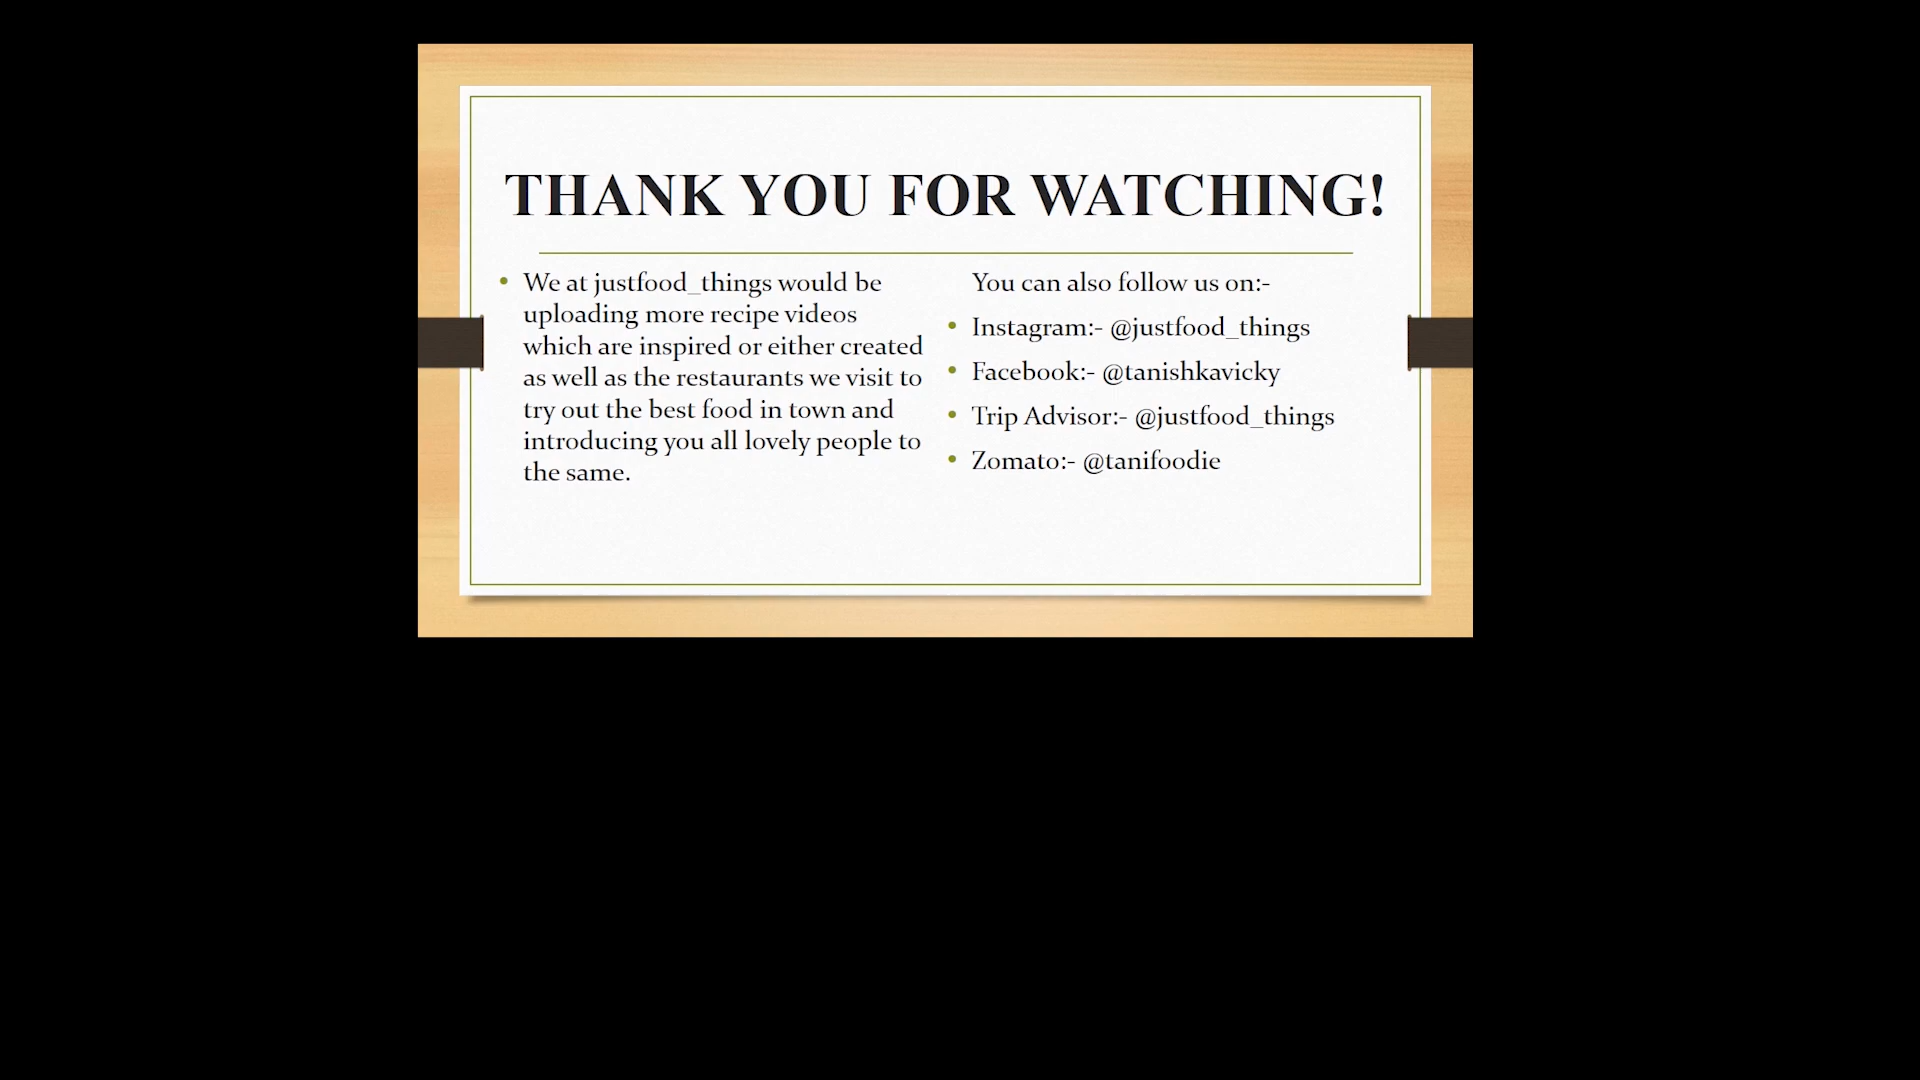 THANK YOU FOR WATCHING!
We at justfood_things would be
uploading more recipe videos
which are inspired or either created
as well as the restaurants we visit to
try out the best food in town and
introducing you all lovely people to
the same.
You can also follow us on:-
Instagram:- @justfood_things
Facebook:- @tanishkavicky
Trip Advisor:- @justfood_things
Zomato:- @tanifoodie